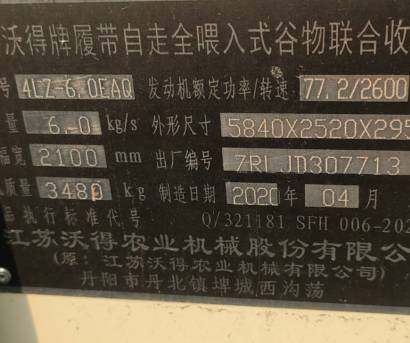 沃得牌履带自走全喂入式谷物联合收
号 4LZ-6.0EAQ 发动机额定功率/转速 77.2/2600
量 6.0 kg/s 外形尺寸 5840X2520X295
幅宽 2100 mm 出厂编号 7RLJD307713
质量 3480 kg 制造日期 2020 年 04 月
执行标准代号 Q/321181 SFH 006-202
江苏沃得农业机械股份有限公
(原:江苏沃得农业机械有限公司)
丹阳市丹北镇埤城西沟荡